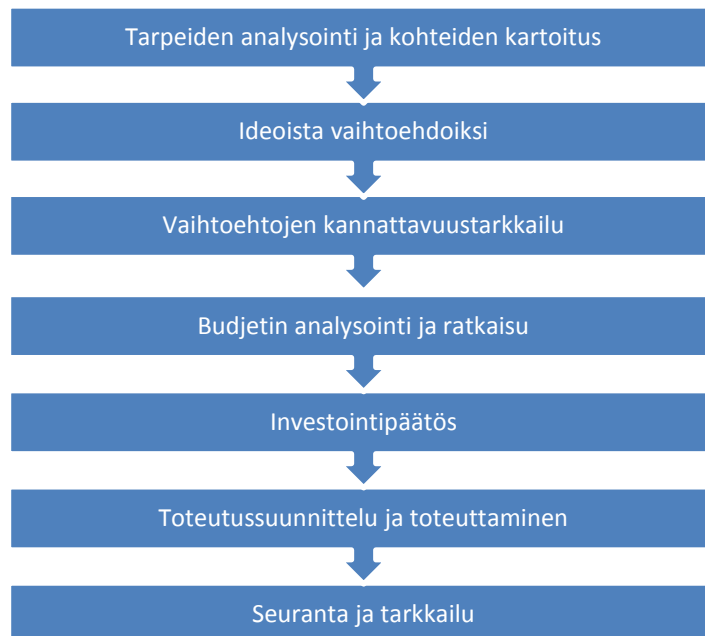 Tarpeiden analysointi ja kohteiden kartoitus
Ideoista vaihtoehdoiksi
Vaihtoehtojen kannattavuustarkkailu
Budjetin analysointi ja ratkaisu
Investointipäätös
Toteutussuunnittelu ja toteuttaminen
Seuranta ja tarkkailu